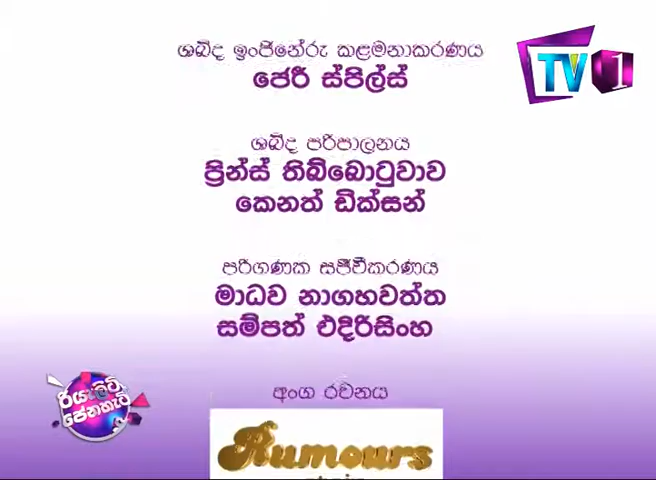 ශබ්ද ඉංජිනේරු කළමනාකරණය
ජෙරී ස්පිල්ස්
TV 1
ශබ්ද පරිපාලනය
ප්‍රින්ස් තිබ්බොටුවාව
කෙනත් ඩික්සන්
පරිගණක සජීවීකරණය
මාධව නාගහවත්ත
සම්පත් එදිරිසිංහ
රියැලිටි
අංග රචනය
Rumours